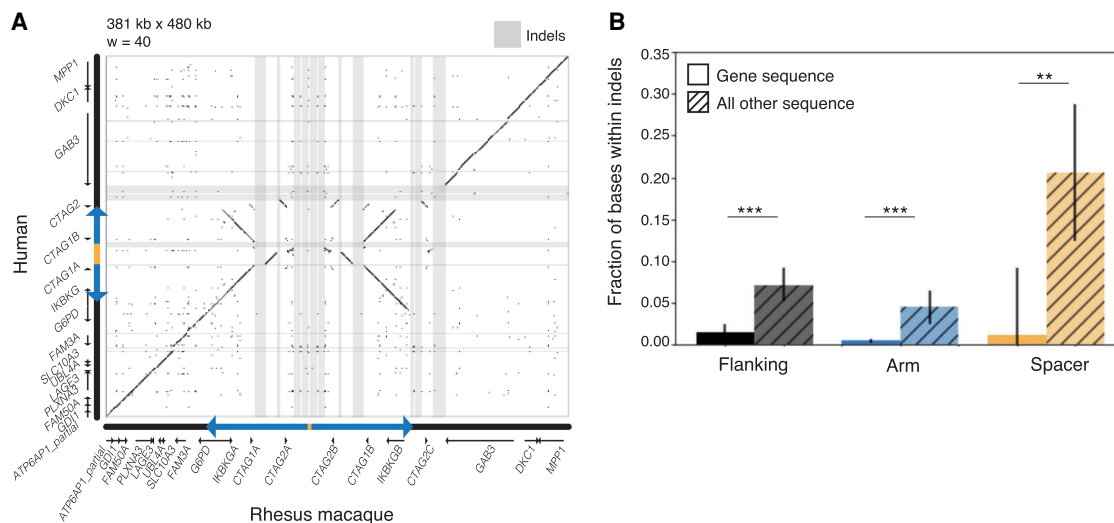 A
381 kb x 480 kb
w = 40
Indels
MPP1
DKC1
GAB3
CTAG2
CTAG1B
CTAG1A
IKBKG
G6PD
FAM3A
SLC10A3
UBL4A
LAGE3
PLXNA3
FAM50A
GDI1
ATP6AP1_partial
Human
ATP6AP1_partial
GDI1
FAM50A
PLXNA3
LAGE3
UBL4A
SLC10A3
FAM3A
G6PD
IKBKGA
CTAG1A
CTAG2A
CTAG2B
CTAG1B
IKBKGB
CTAG2C
GAB3
DKC1
MPP1
Rhesus macaque
B
Fraction of bases within indels
0.35
0.30
0.25
0.20
0.15
0.10
0.05
0.00
Gene sequence
All other sequence
***
***
**
Flanking
Arm
Spacer